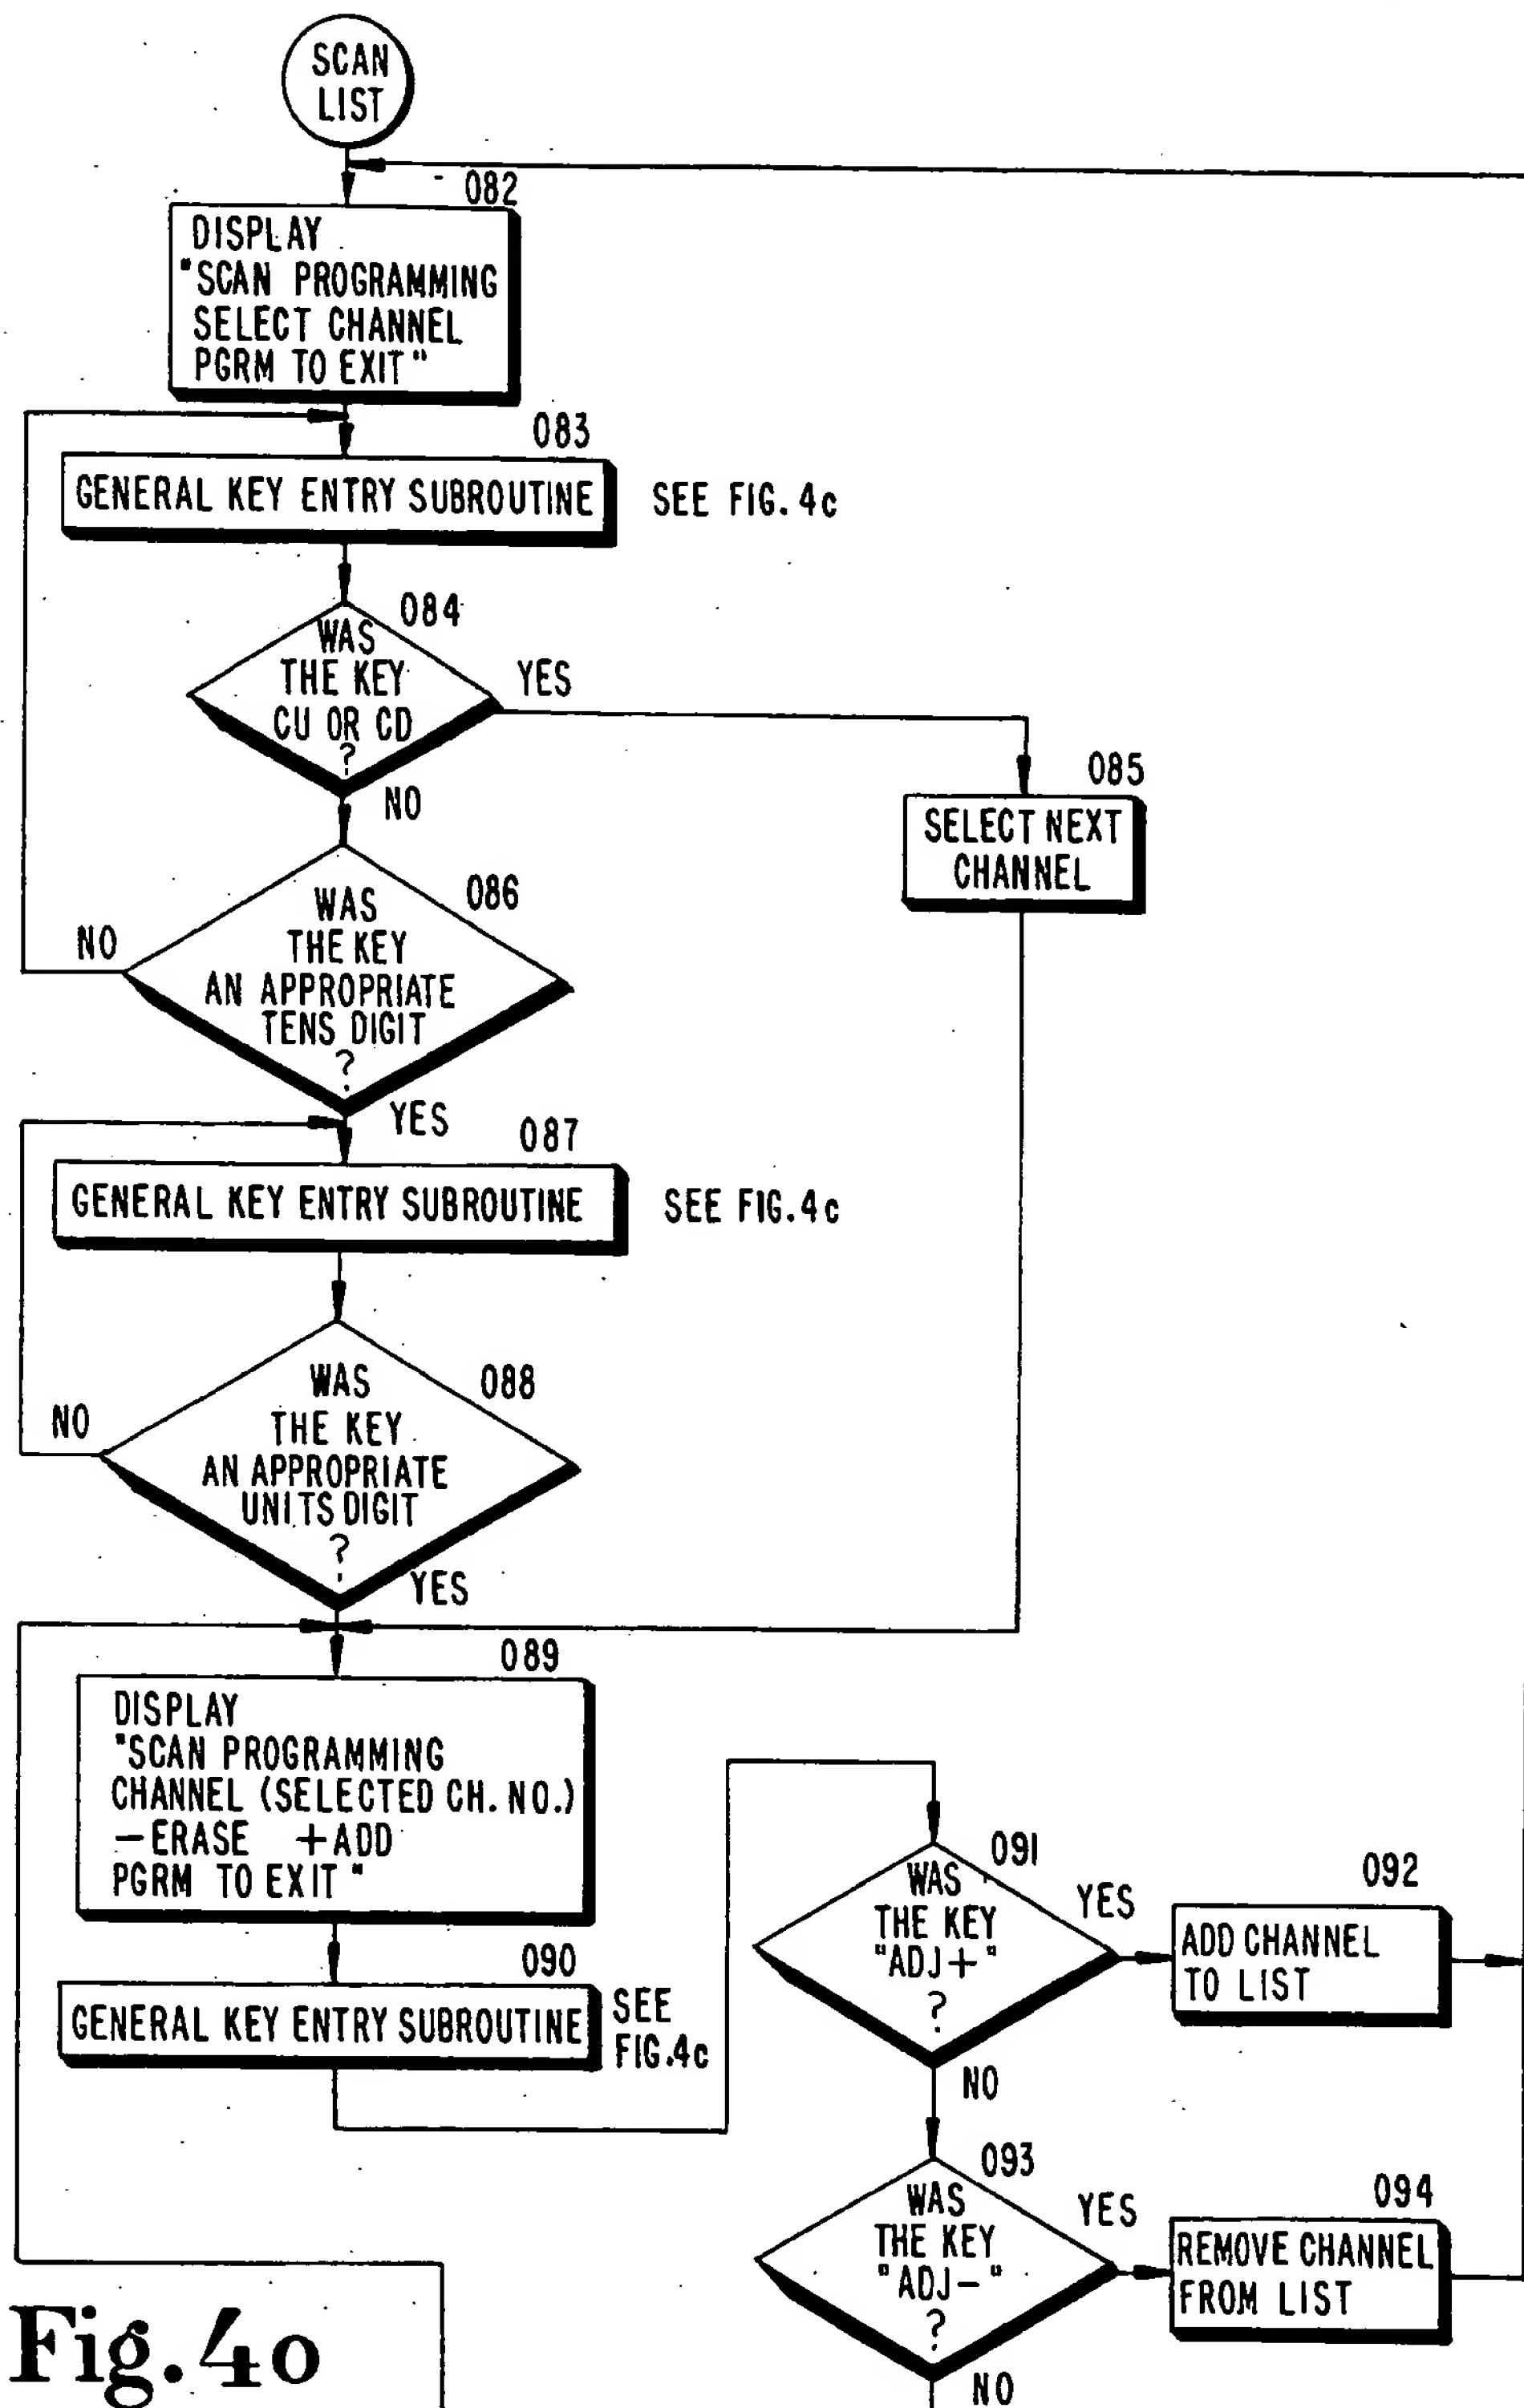 SCAN
LIST
082
DISPLAY
"SCAN PROGRAMMING
SELECT CHANNEL
PGRM TO EXIT"
083
GENERAL KEY ENTRY SUBROUTINE
SEE FIG. 4c
084
WAS
THE KEY
CU OR CD
?
YES
NO
085
SELECT NEXT
CHANNEL
086
WAS
THE KEY
AN APPROPRIATE
TENS DIGIT
?
NO
YES
087
GENERAL KEY ENTRY SUBROUTINE
SEE FIG. 4c
088
WAS
THE KEY
AN APPROPRIATE
UNITS DIGIT
?
NO
YES
089
DISPLAY
"SCAN PROGRAMMING
CHANNEL (SELECTED CH. NO.)
-ERASE +ADD
PGRM TO EXIT"
090
GENERAL KEY ENTRY SUBROUTINE
SEE
FIG.4c
091
WAS
THE KEY
"ADJ+"
?
YES
NO
092
ADD CHANNEL
TO LIST
093
WAS
THE KEY
"ADJ-"
?
YES
NO
094
REMOVE CHANNEL
FROM LIST
Fig.4o